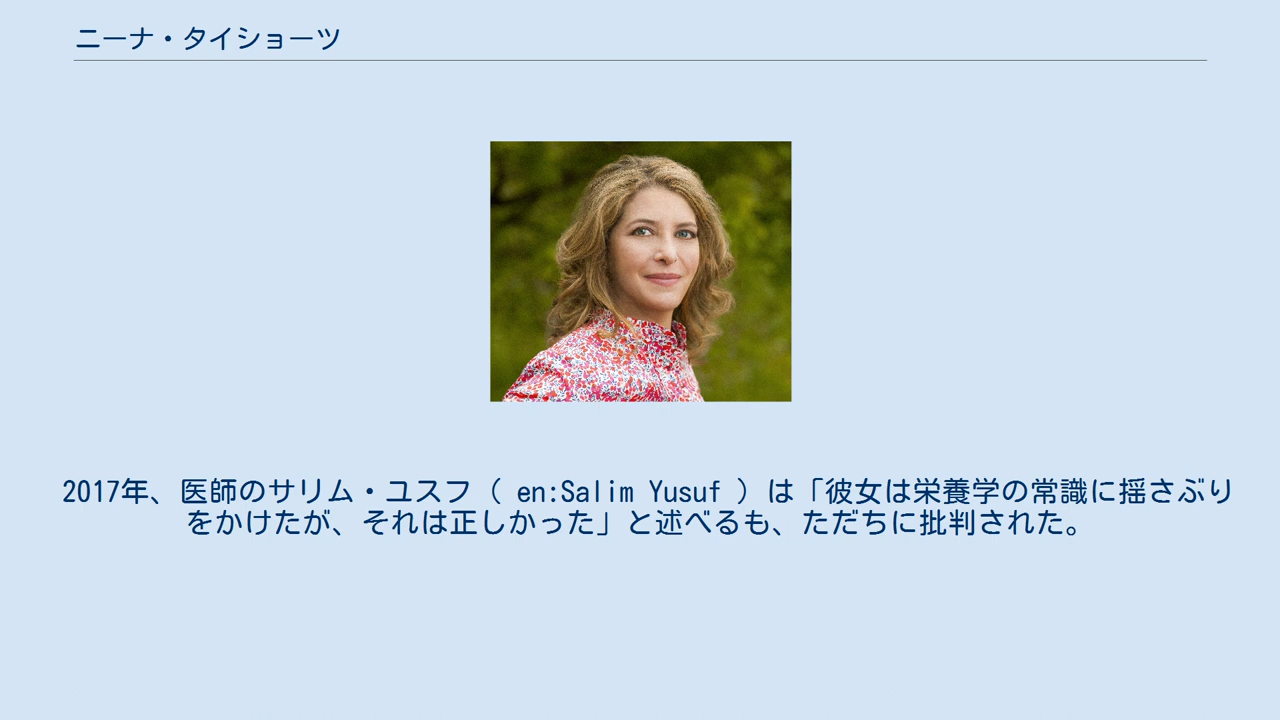 ニーナ・タイショーツ
2017年、医師のサリム・ユスフ（ en:Salim Yusuf ）は「彼女は栄養学の常識に揺さぶり
をかけたが、それは正しかった」と述べるも、ただちに批判された。